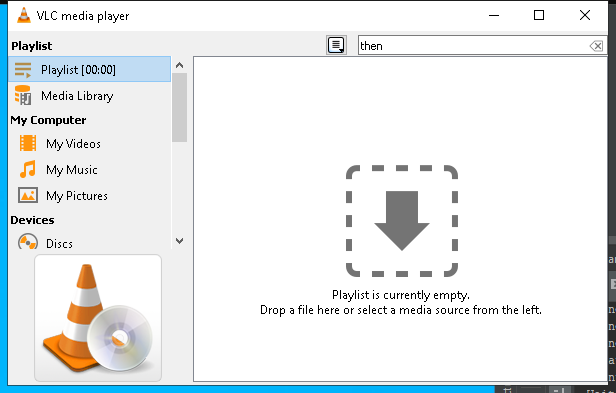 VLC media player
Playlist
then
Playlist [00:00]
Media Library
My Computer
My Videos
My Music
My Pictures
Devices
Discs
Playlist is currently empty.
Drop a file here or select a media source from the left.